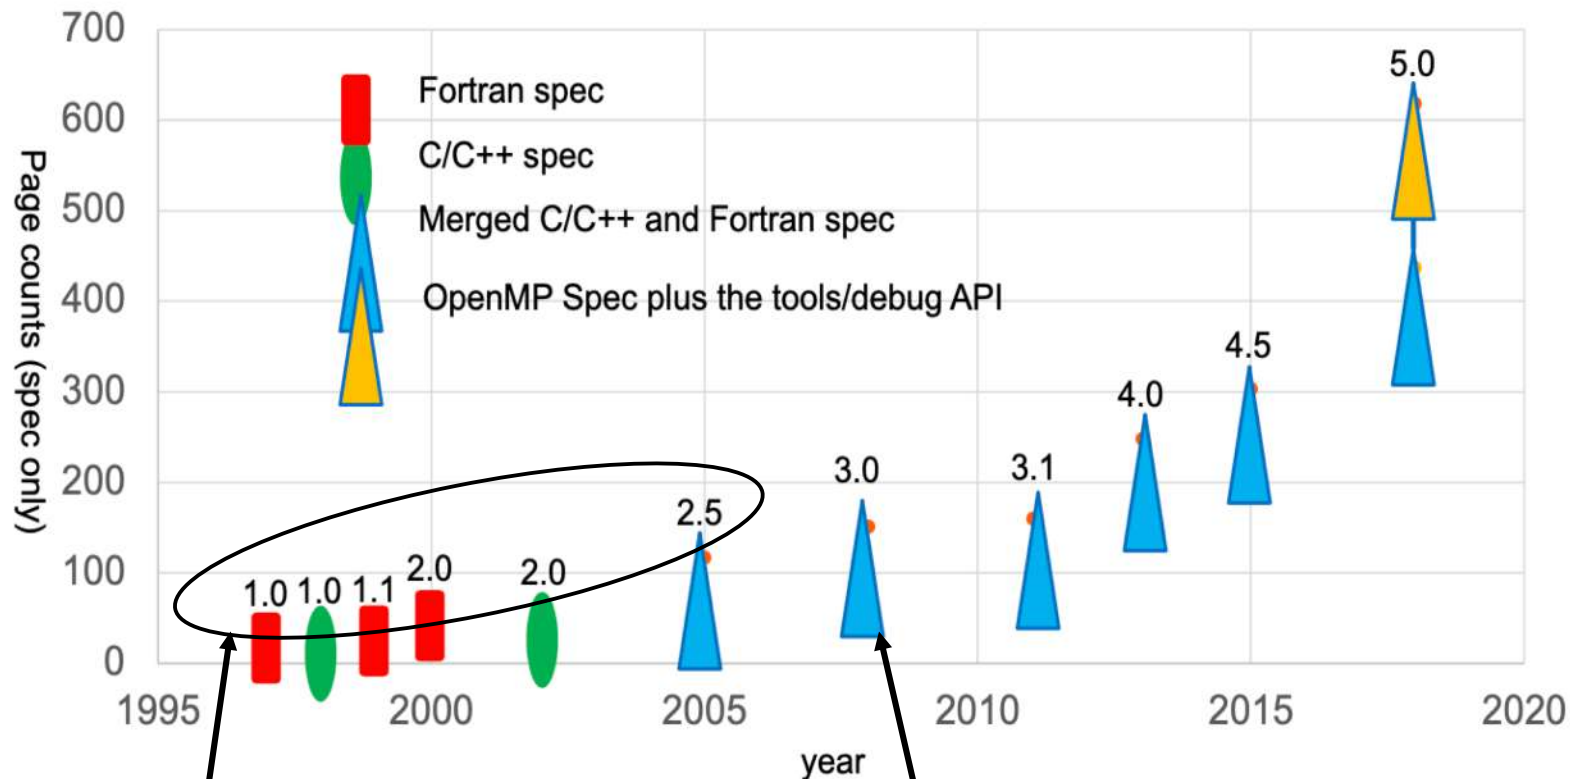 700
600
500
400
300
200
100
0
Page counts (spec only)
Fortran spec
C/C++ spec
Merged C/C++ and Fortran spec
OpenMP Spec plus the tools/debug API
1.0 1.0 1.1 2.0 2.0 2.5 3.0 3.1 4.0 4.5 5.0
1995 2000 2005 2010 2015 2020
year